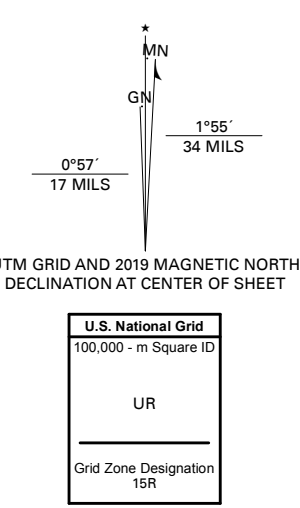 ★
MN
GN
1°55´
34 MILS
0°57´
17 MILS
UTM GRID AND 2019 MAGNETIC NORTH
DECLINATION AT CENTER OF SHEET
U.S. National Grid
100,000 - m Square ID
UR
Grid Zone Designation
15R